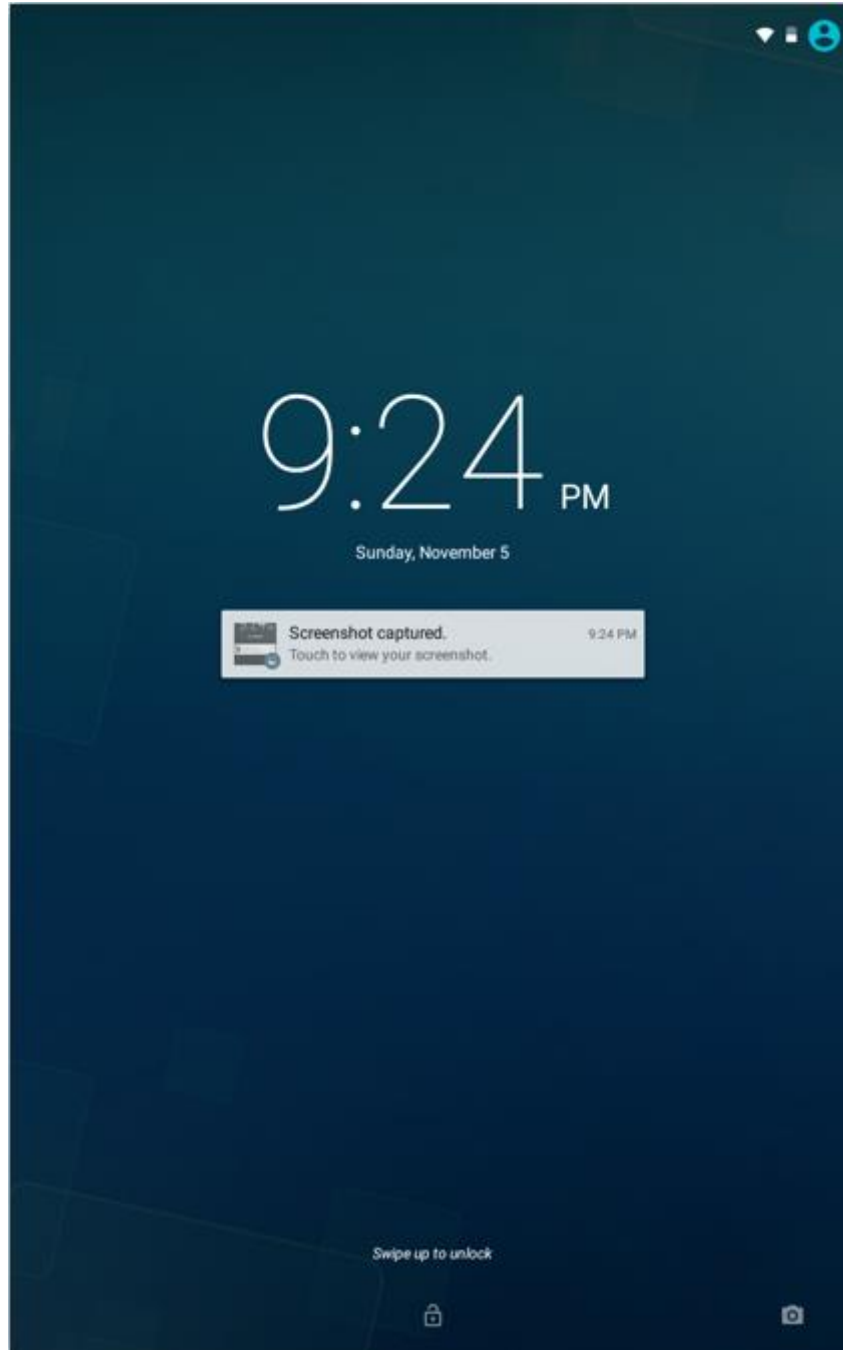 9:24 PM
Sunday, November 5
Screenshot captured. 9:24 PM
Touch to view your screenshot.
Swipe up to unlock